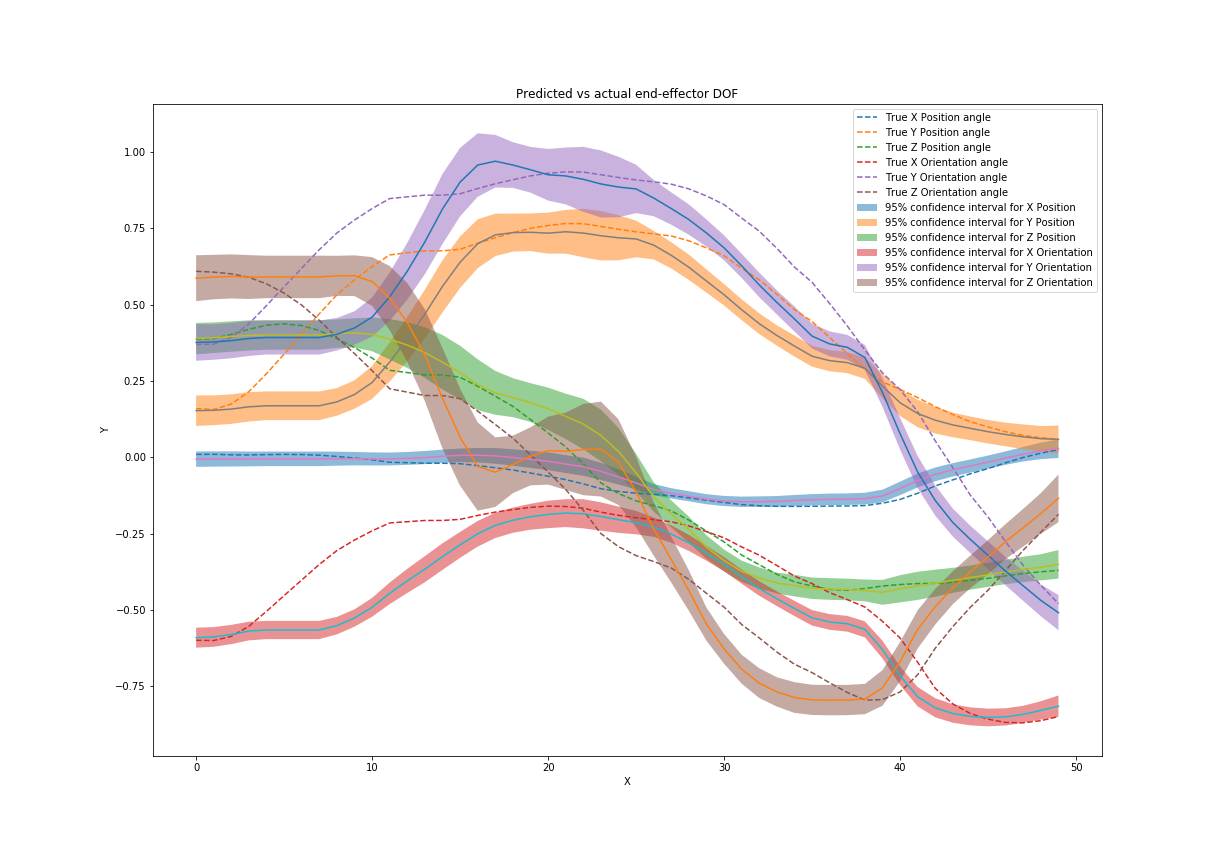 Predicted vs actual end-effector DOF
True X Position angle
True Y Position angle
True Z Position angle
True X Orientation angle
True Y Orientation angle
True Z Orientation angle
95% confidence interval for X Position
95% confidence interval for Y Position
95% confidence interval for Z Position
95% confidence interval for X Orientation
95% confidence interval for Y Orientation
95% confidence interval for Z Orientation
1.00
0.75
0.50
0.25
0.00
−0.25
−0.50
−0.75
Y
0 10 20 30 40 50
X